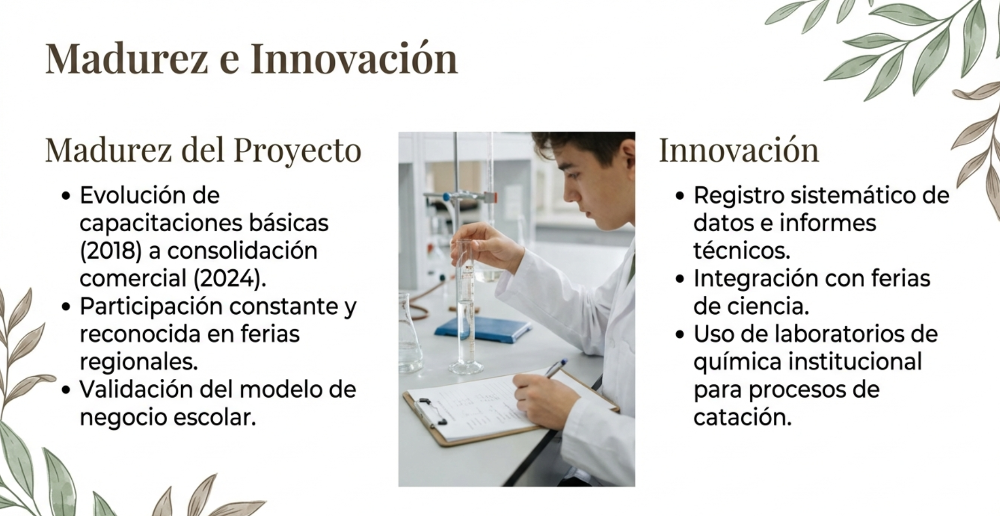 Madurez e Innovación
Madurez del Proyecto
• Evolución de
capacitaciones básicas
(2018) a consolidación
comercial (2024).
• Participación constante y
reconocida en ferias
regionales.
• Validación del modelo de
negocio escolar.
Innovación
• Registro sistemático de
datos e informes
técnicos.
• Integración con ferias
de ciencia.
• Uso de laboratorios de
química institucional
para procesos de
catación.